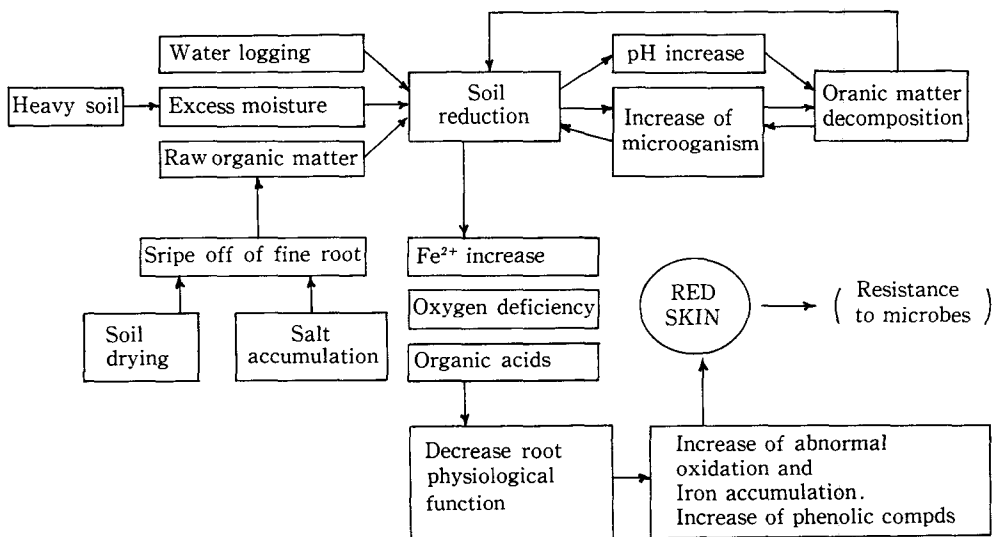 Water logging
Heavy soil
Excess moisture
Raw organic matter
Soil
reduction
pH increase
Increase of
microoganism
Oranic matter
decomposition
Sripe off of fine root
Soil
drying
Salt
accumulation
Fe²⁺ increase
Oxygen deficiency
Organic acids
RED
SKIN
( Resistance
to microbes )
Decrease root
physiological
function
Increase of abnormal
oxidation and
Iron accumulation.
Increase of phenolic compds